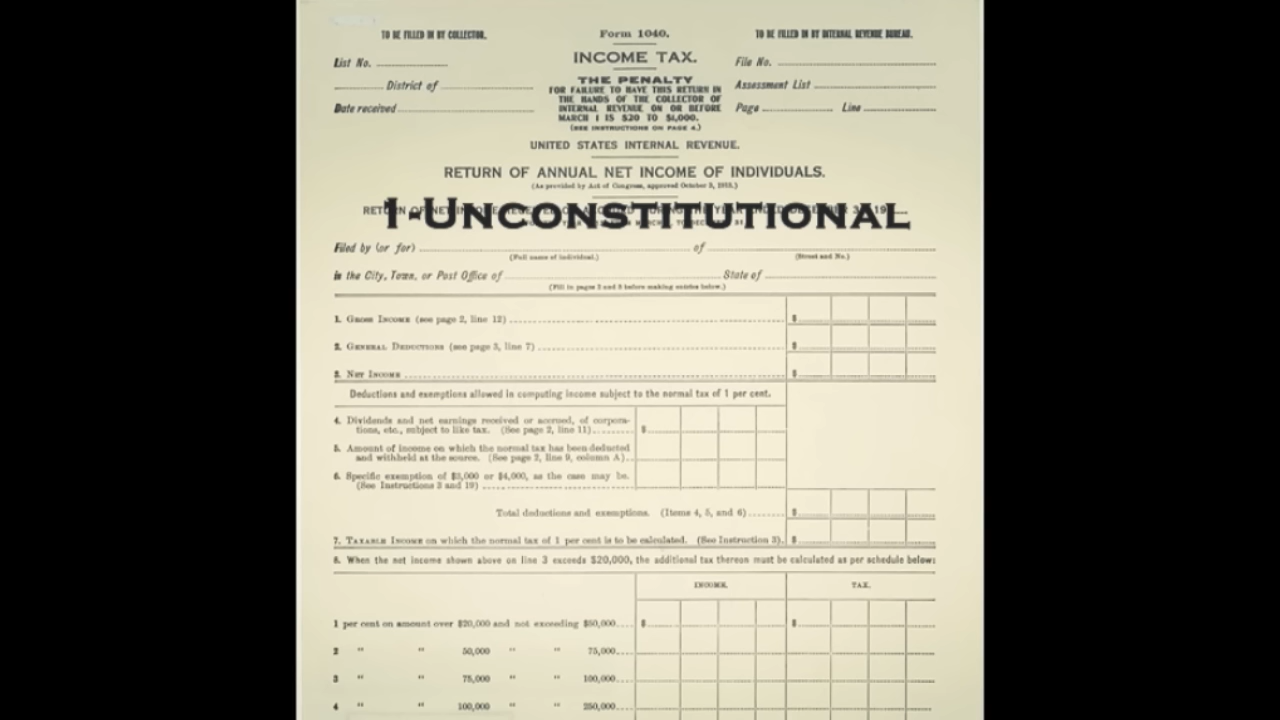 TO BE FILLED IN BY COLLECTOR.
Form 1040.
TO BE FILLED IN BY INTERNAL REVENUE BUREAU.
List No.
INCOME TAX.
File No.
District of
THE PENALTY
FOR FAILURE TO HAVE THIS RETURN IN
THE HANDS OF THE COLLECTOR OF
INTERNAL REVENUE ON OR BEFORE
MARCH 1 IS $20 TO $1,000.
(SEE INSTRUCTIONS ON PAGE 4.)
Assessment List
Date received
Page Line
UNITED STATES INTERNAL REVENUE.
RETURN OF ANNUAL NET INCOME OF INDIVIDUALS.
(As provided by Act of Congress, approved October 3, 1913.)
1-UNCONSTITUTIONAL
Filed by (or for) of
(Full name of individual.) (Street and No.)
in the City, Town, or Post Office of State of
(Fill in pages 2 and 3 before making entries below.)
1. GROSS INCOME (see page 2, line 12) $
2. GENERAL DEDUCTIONS (see page 3, line 7) $
3. NET INCOME $
Deductions and exemptions allowed in computing income subject to the normal tax of 1 per cent.
4. Dividends and net earnings received or accrued, of corpora-
tions, etc., subject to like tax. (See page 2, line 11) $
5. Amount of income on which the normal tax has been deducted
and withheld at the source. (See page 2, line 9, column A)
6. Specific exemption of $3,000 or $4,000, as the case may be.
(See Instructions 3 and 19)
Total deductions and exemptions. (Items 4, 5, and 6) $
7. TAXABLE INCOME on which the normal tax of 1 per cent is to be calculated. (See Instruction 3). $
8. When the net income shown above on line 3 exceeds $20,000, the additional tax thereon must be calculated as per schedule below:
INCOME. TAX.
1 per cent on amount over $20,000 and not exceeding $50,000 $ $
2 " " 50,000 " " 75,000
3 " " 75,000 " " 100,000
4 " " 100,000 " " 250,000